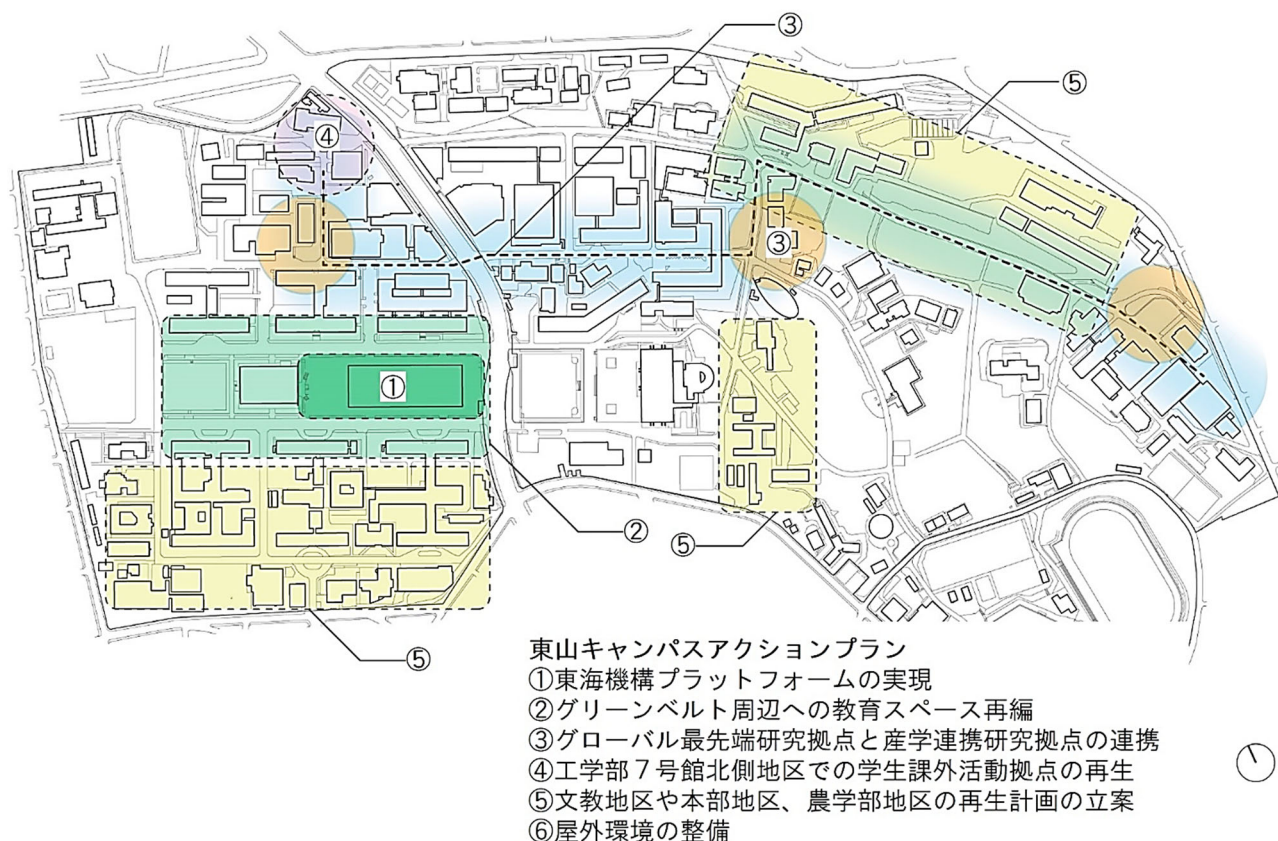 ③
⑤
④
③
①
②
⑤
⑤
東山キャンパスアクションプラン
①東海機構プラットフォームの実現
②グリーンベルト周辺への教育スペース再編
③グローバル最先端研究拠点と産学連携研究拠点の連携
④工学部7号館北側地区での学生課外活動拠点の再生
⑤文教地区や本部地区、農学部地区の再生計画の立案
⑥屋外環境の整備